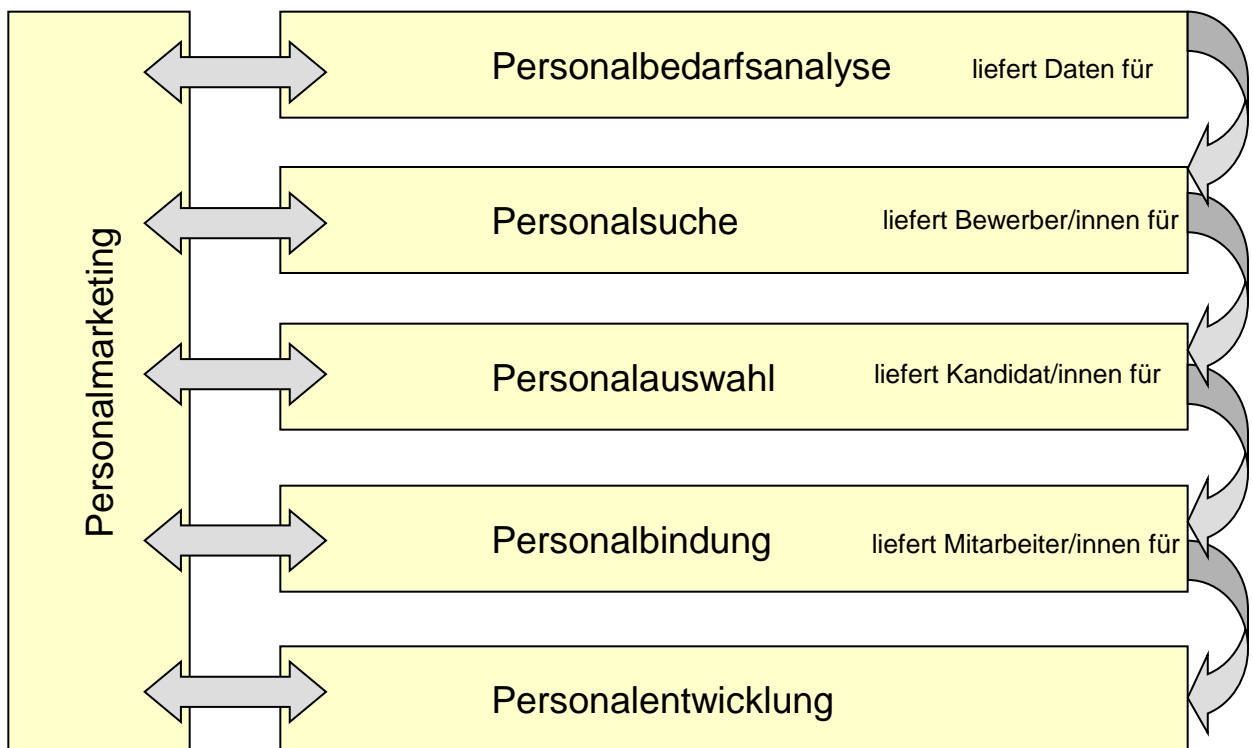 Personalmarketing
Personalbedarfsanalyse liefert Daten für
Personalsuche liefert Bewerber/innen für
Personalauswahl liefert Kandidat/innen für
Personalbindung liefert Mitarbeiter/innen für
Personalentwicklung